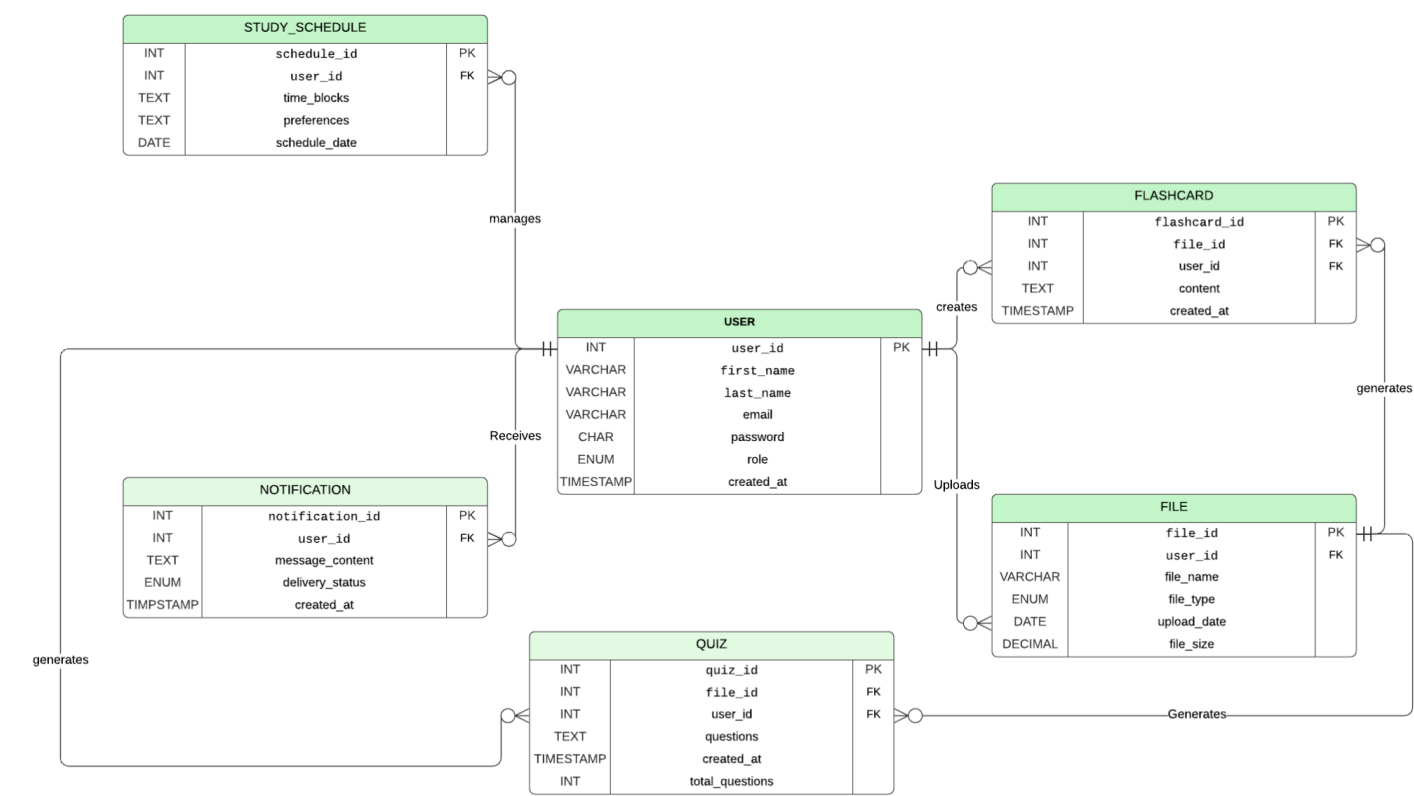 STUDY_SCHEDULE
INT schedule_id PK
INT user_id FK
TEXT time_blocks
TEXT preferences
DATE schedule_date
manages
FLASHCARD
INT flashcard_id PK
INT file_id FK
INT user_id FK
TEXT content
TIMESTAMP created_at
creates
generates
USER
INT user_id PK
VARCHAR first_name
VARCHAR last_name
VARCHAR email
CHAR password
ENUM role
TIMESTAMP created_at
Receives
Uploads
NOTIFICATION
INT notification_id PK
INT user_id FK
TEXT message_content
ENUM delivery_status
TIMPSTAMP created_at
FILE
INT file_id PK
INT user_id FK
VARCHAR file_name
ENUM file_type
DATE upload_date
DECIMAL file_size
generates
QUIZ
INT quiz_id PK
INT file_id FK
INT user_id FK
TEXT questions
TIMESTAMP created_at
INT total_questions
Generates